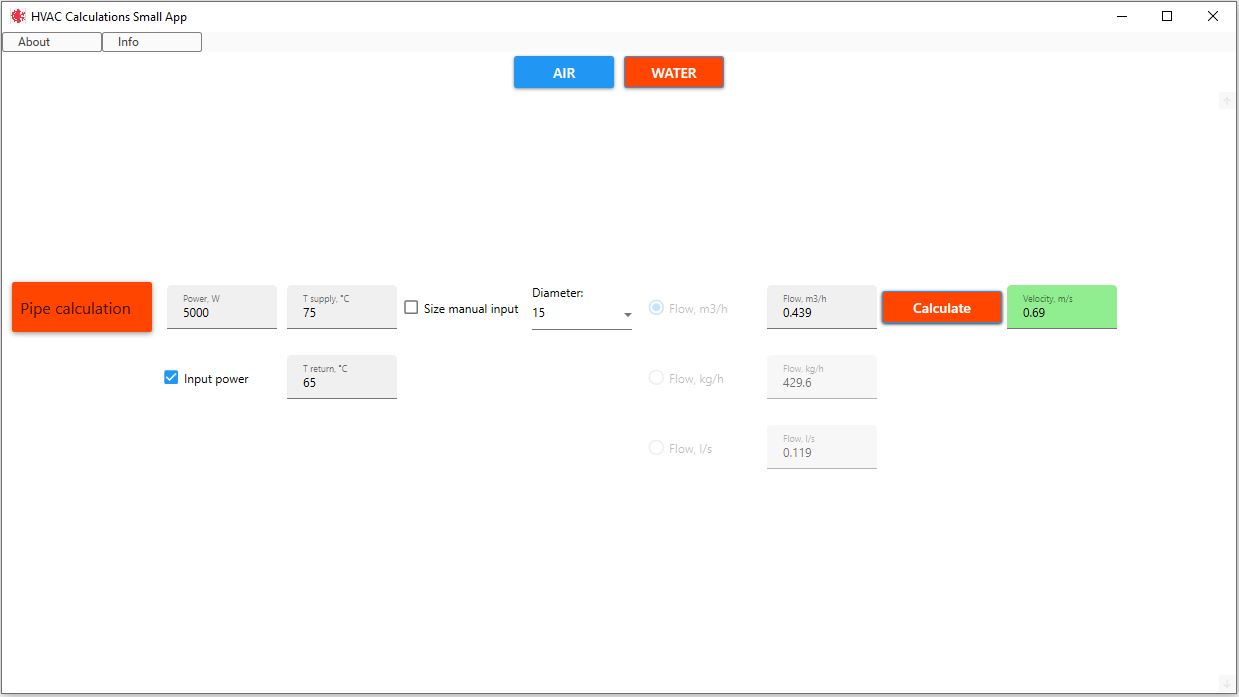 HVAC Calculations Small App
About
Info
AIR
WATER
Pipe calculation
Power, W
5000
T supply, °C
75
Size manual input
Diameter:
15
Flow, m3/h
Flow, m3/h
0.439
Calculate
Velocity, m/s
0.69
Input power
T return, °C
65
Flow, kg/h
Flow, kg/h
429.6
Flow, l/s
Flow, l/s
0.119